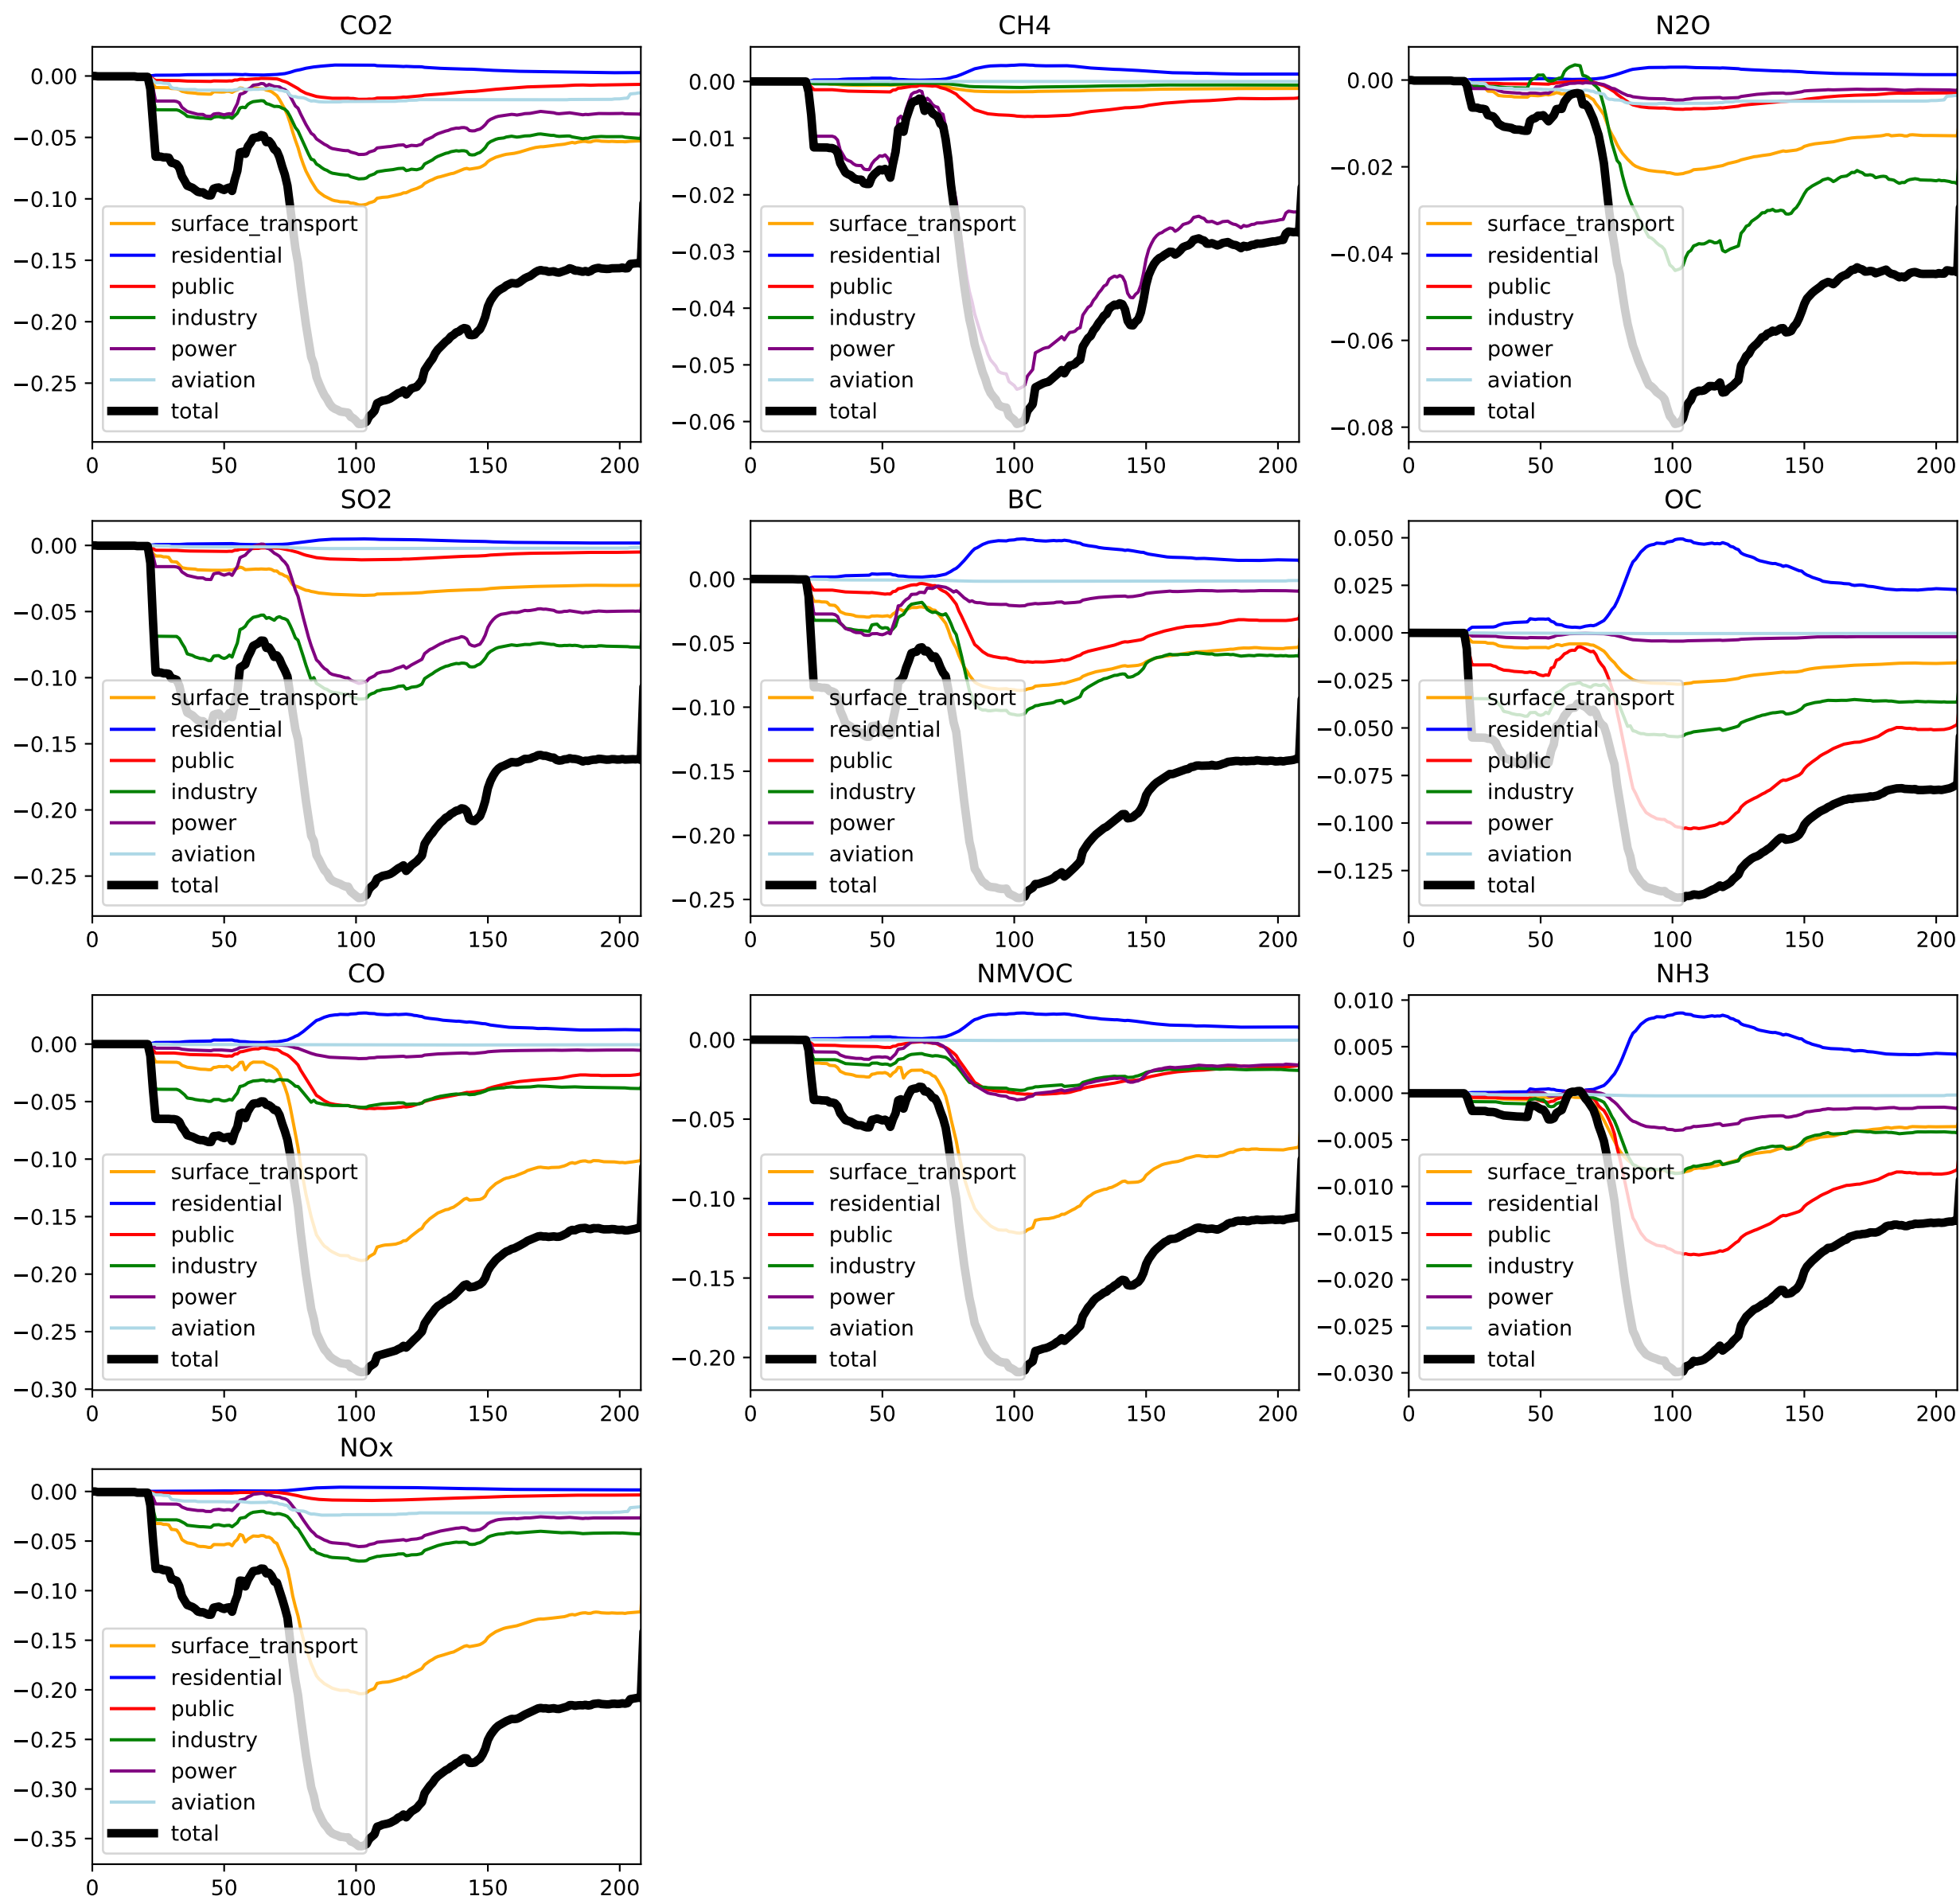 CO2
0.00
−0.05
−0.10
−0.15
−0.20
−0.25
surface_transport
residential
public
industry
power
aviation
total
0 50 100 150 200
CH4
0.00
−0.01
−0.02
−0.03
−0.04
−0.05
−0.06
surface_transport
residential
public
industry
power
aviation
total
0 50 100 150 200
N2O
0.00
−0.02
−0.04
−0.06
−0.08
surface_transport
residential
public
industry
power
aviation
total
0 50 100 150 200
SO2
0.00
−0.05
−0.10
−0.15
−0.20
−0.25
surface_transport
residential
public
industry
power
aviation
total
0 50 100 150 200
BC
0.00
−0.05
−0.10
−0.15
−0.20
−0.25
surface_transport
residential
public
industry
power
aviation
total
0 50 100 150 200
OC
0.050
0.025
0.000
−0.025
−0.050
−0.075
−0.100
−0.125
surface_transport
residential
public
industry
power
aviation
total
0 50 100 150 200
CO
0.00
−0.05
−0.10
−0.15
−0.20
−0.25
−0.30
surface_transport
residential
public
industry
power
aviation
total
0 50 100 150 200
NMVOC
0.00
−0.05
−0.10
−0.15
−0.20
surface_transport
residential
public
industry
power
aviation
total
0 50 100 150 200
NH3
0.010
0.005
0.000
−0.005
−0.010
−0.015
−0.020
−0.025
−0.030
surface_transport
residential
public
industry
power
aviation
total
0 50 100 150 200
NOx
0.00
−0.05
−0.10
−0.15
−0.20
−0.25
−0.30
−0.35
surface_transport
residential
public
industry
power
aviation
total
0 50 100 150 200